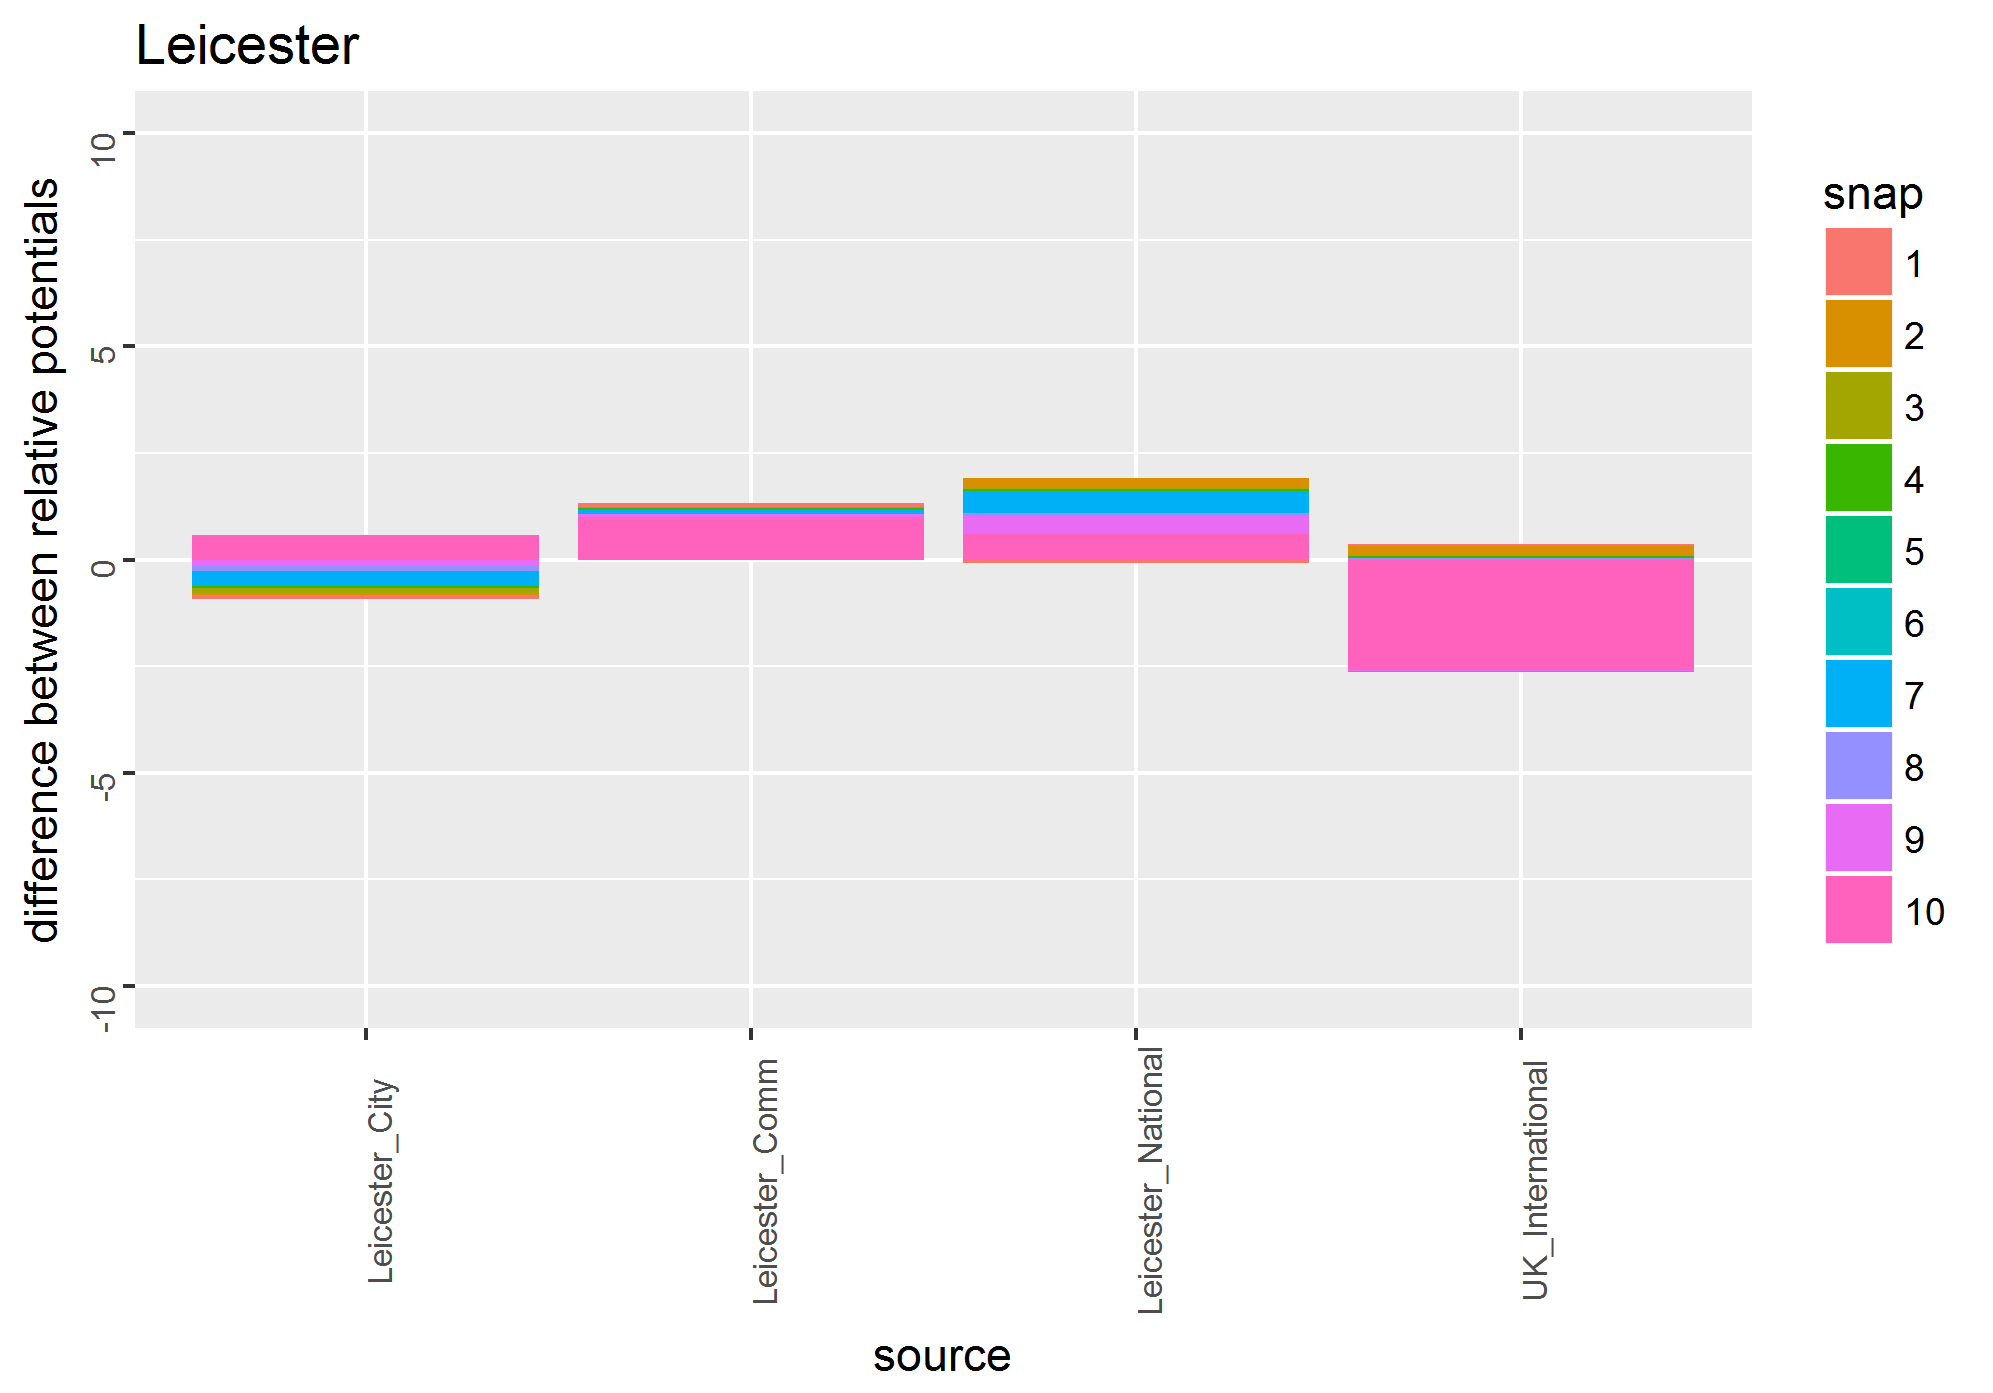 Leicester
difference between relative potentials
10
5
0
-5
-10
Leicester_City
Leicester_Comm
Leicester_National
UK_International
source
snap
1
2
3
4
5
6
7
8
9
10